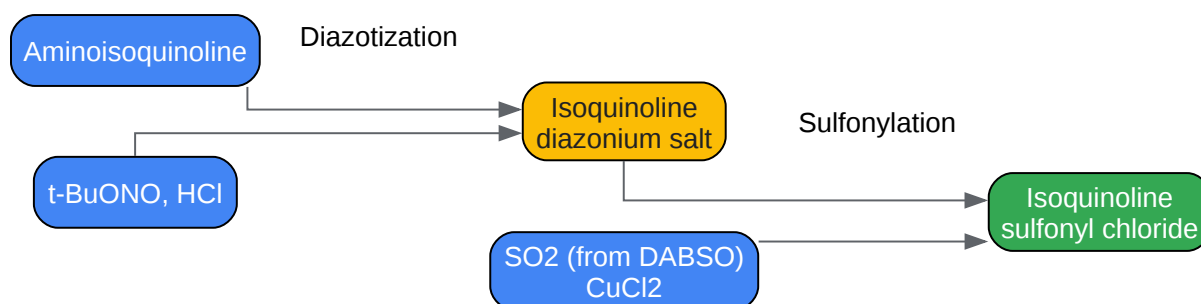 Aminoisoquinoline
Diazotization
t-BuONO, HCl
Isoquinoline
diazonium salt
Sulfonylation
SO2 (from DABSO)
CuCl2
Isoquinoline
sulfonyl chloride